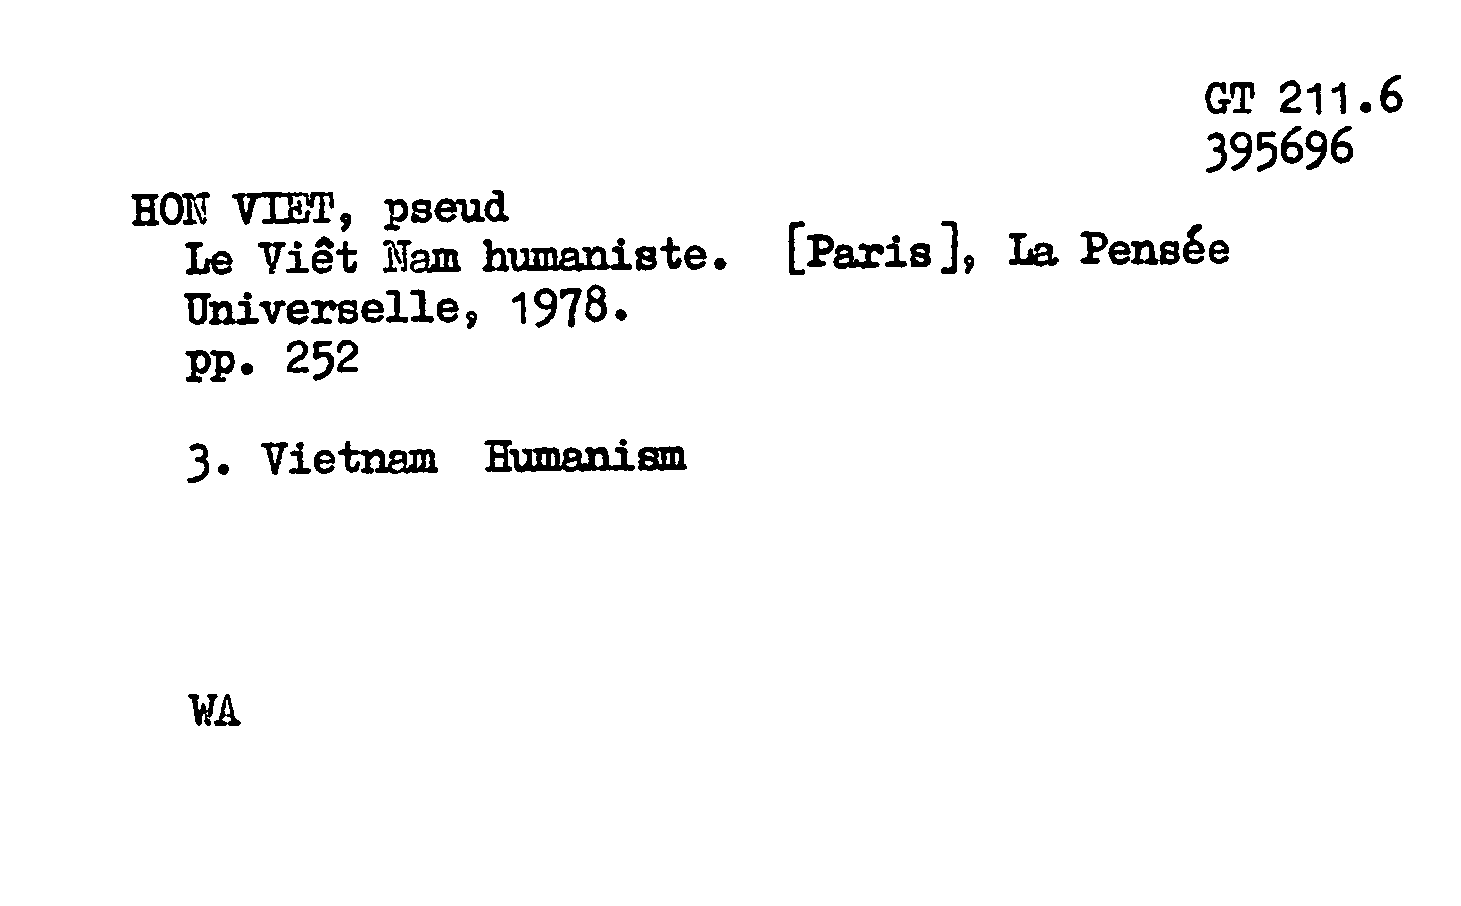 GT 211.6
395696
HON VIET, pseud
Le Viêt Nam humaniste. [Paris], La Pensée
Universelle, 1978.
pp. 252
3. Vietnam Humanism
WA